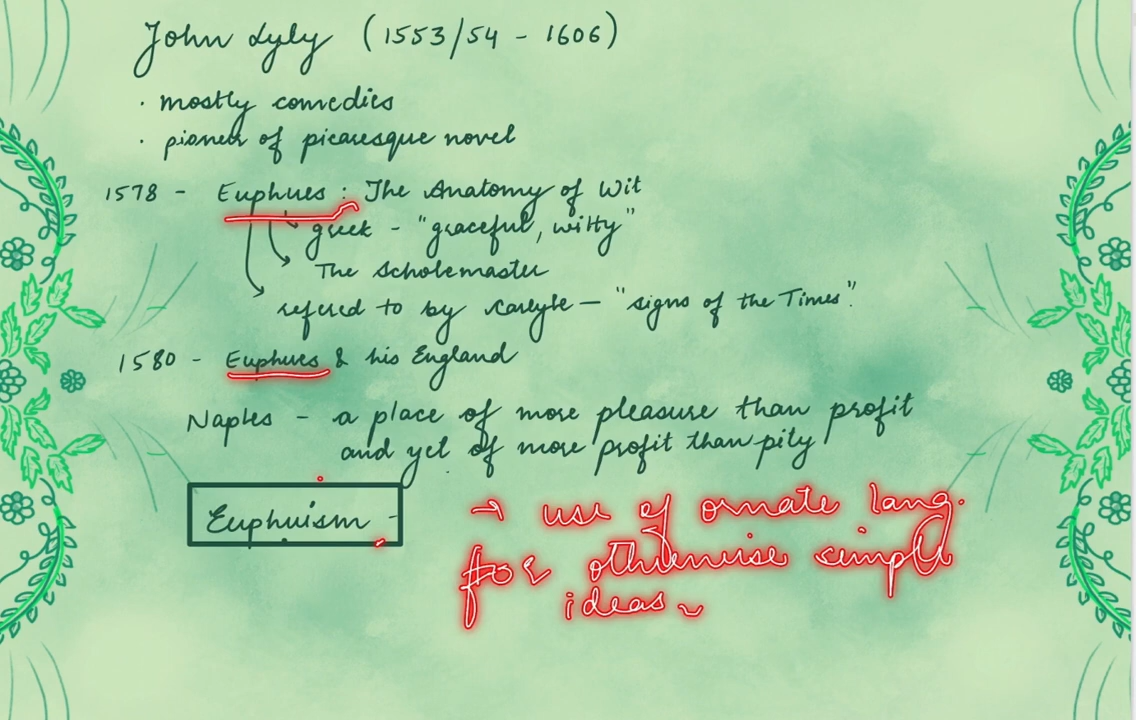 John Lyly (1553/54 - 1606)
· mostly comedies
· pioneer of picaresque novel
1578 - Euphues : The Anatomy of Wit
greek - "graceful, witty"
The Scholemaster
refered to by Carlyle — "signs of the Times".
1580 - Euphues & his England
Naples - a place of more pleasure than profit
and yet of more profit than pity
Euphuism - → use of ornate lang.
for otherwise simple
ideas